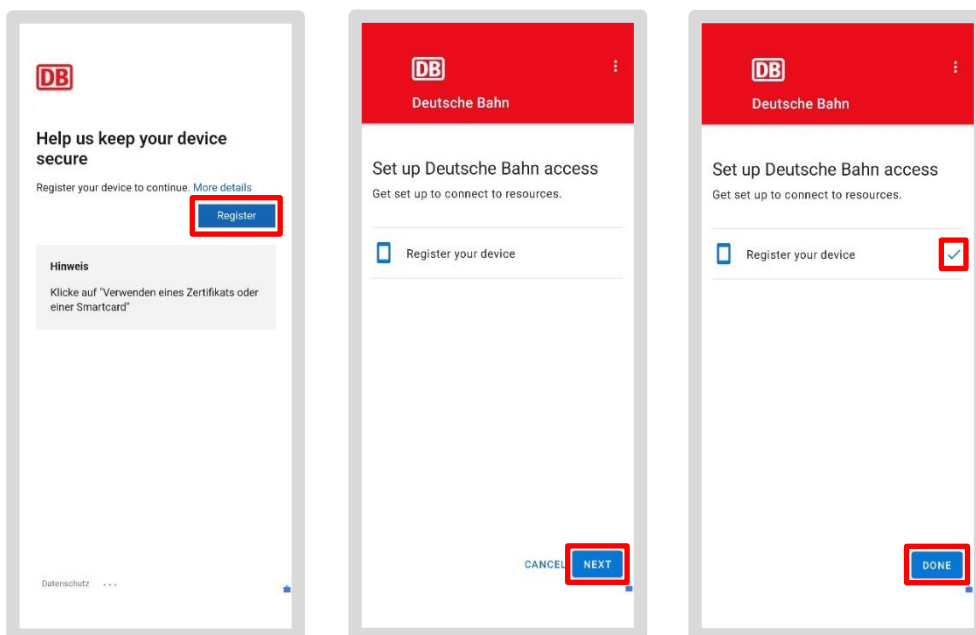 DB
Help us keep your device
secure
Register your device to continue. More details
Register
Hinweis
Klicke auf "Verwenden eines Zertifikats oder
einer Smartcard"
Datenschutz ...
DB
Deutsche Bahn
Set up Deutsche Bahn access
Get set up to connect to resources.
Register your device
CANCEL NEXT
DB
Deutsche Bahn
Set up Deutsche Bahn access
Get set up to connect to resources.
Register your device
DONE